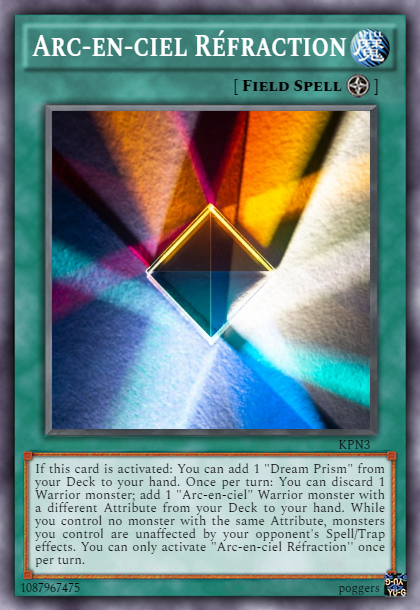 Arc-en-ciel Réfraction 魔
[ Field Spell ]
KPN3
If this card is activated: You can add 1 "Dream Prism" from
your Deck to your hand. Once per turn: You can discard 1
Warrior monster; add 1 "Arc-en-ciel" Warrior monster with
a different Attribute from your Deck to your hand. While
you control no monster with the same Attribute, monsters
you control are unaffected by your opponent's Spell/Trap
effects. You can only activate "Arc-en-ciel Réfraction" once
per turn.
1087967475
poggers
YU-G